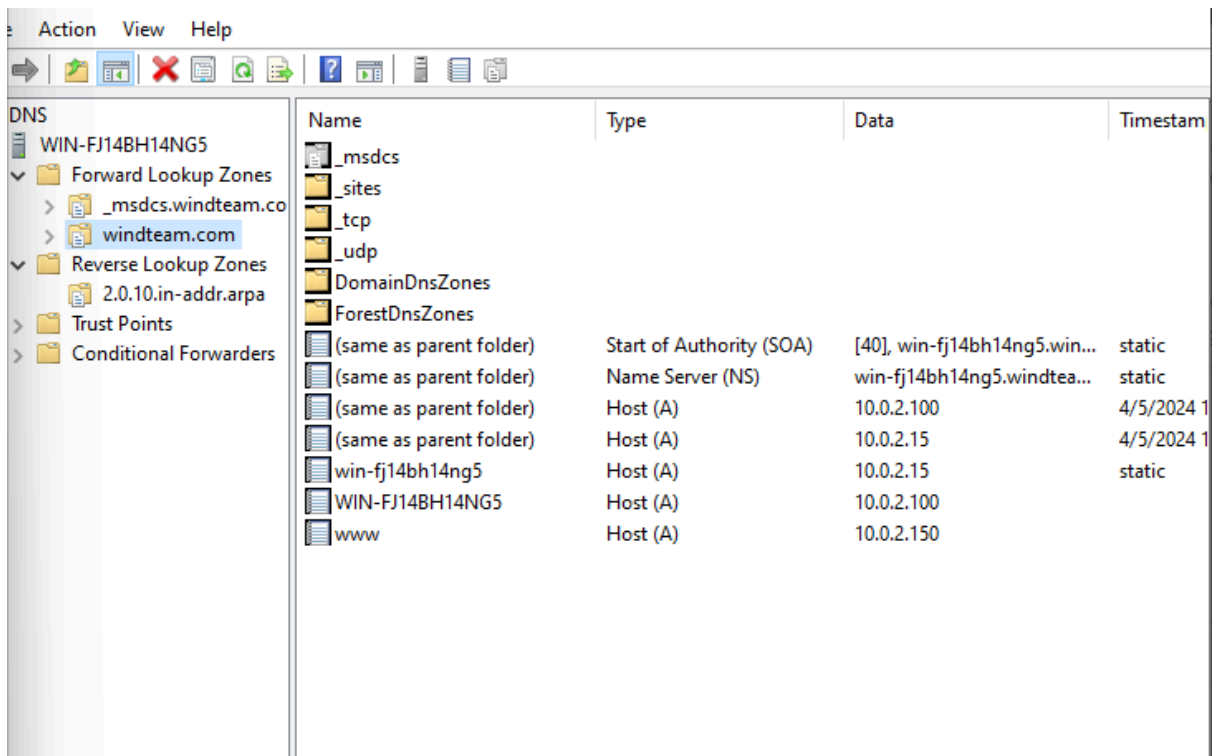 Action View Help
DNS
WIN-FJ14BH14NG5
Forward Lookup Zones
_msdcs.windteam.co
windteam.com
Reverse Lookup Zones
2.0.10.in-addr.arpa
Trust Points
Conditional Forwarders
Name Type Data Timestam
_msdcs
_sites
_tcp
_udp
DomainDnsZones
ForestDnsZones
(same as parent folder) Start of Authority (SOA) [40], win-fj14bh14ng5.win... static
(same as parent folder) Name Server (NS) win-fj14bh14ng5.windtea... static
(same as parent folder) Host (A) 10.0.2.100 4/5/2024 1
(same as parent folder) Host (A) 10.0.2.15 4/5/2024 1
win-fj14bh14ng5 Host (A) 10.0.2.15 static
WIN-FJ14BH14NG5 Host (A) 10.0.2.100
www Host (A) 10.0.2.150